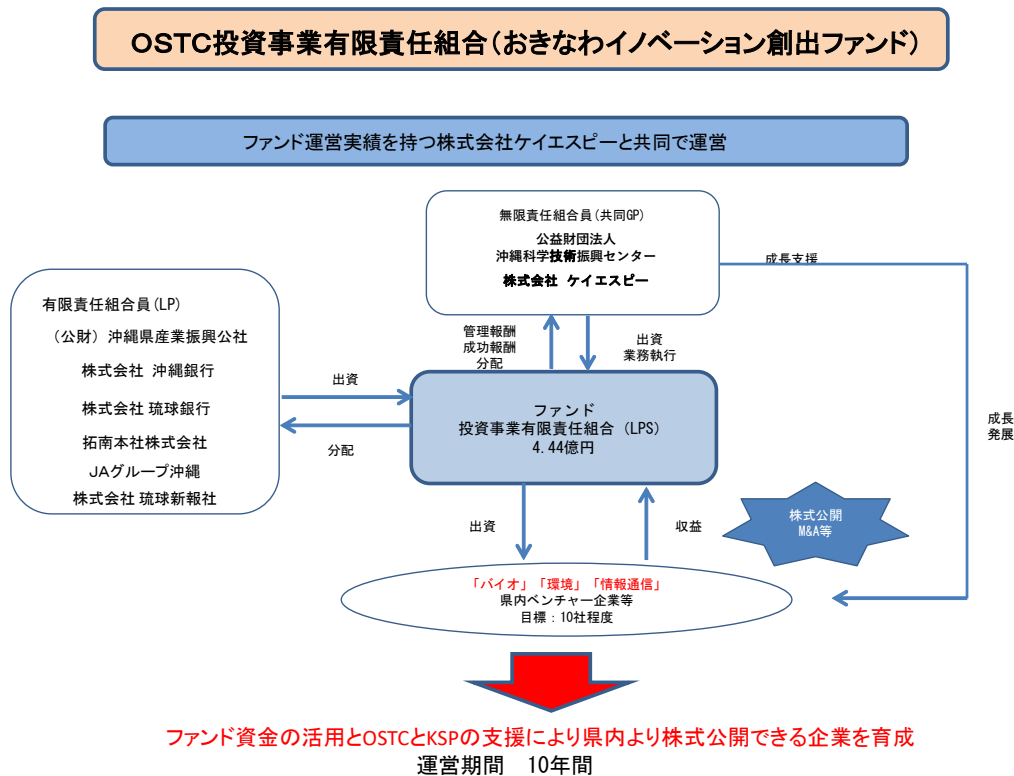 OSTC投資事業有限責任組合(おきなわイノベーション創出ファンド)
ファンド運営実績を持つ株式会社ケイエスピーと共同で運営
無限責任組合員(共同GP)
公益財団法人
沖縄科学技術振興センター
株式会社 ケイエスピー
成長支援
有限責任組合員(LP)
(公財)沖縄県産業振興公社
株式会社 沖縄銀行
株式会社 琉球銀行
拓南本社株式会社
JAグループ沖縄
株式会社 琉球新報社
管理報酬
成功報酬
分配
出資
業務執行
出資
分配
ファンド
投資事業有限責任組合 (LPS)
4.44億円
成長
発展
出資
収益
株式公開
M&A等
「バイオ」「環境」「情報通信」
県内ベンチャー企業等
目標:10社程度
ファンド資金の活用とOSTCとKSPの支援により県内より株式公開できる企業を育成
運営期間 10年間